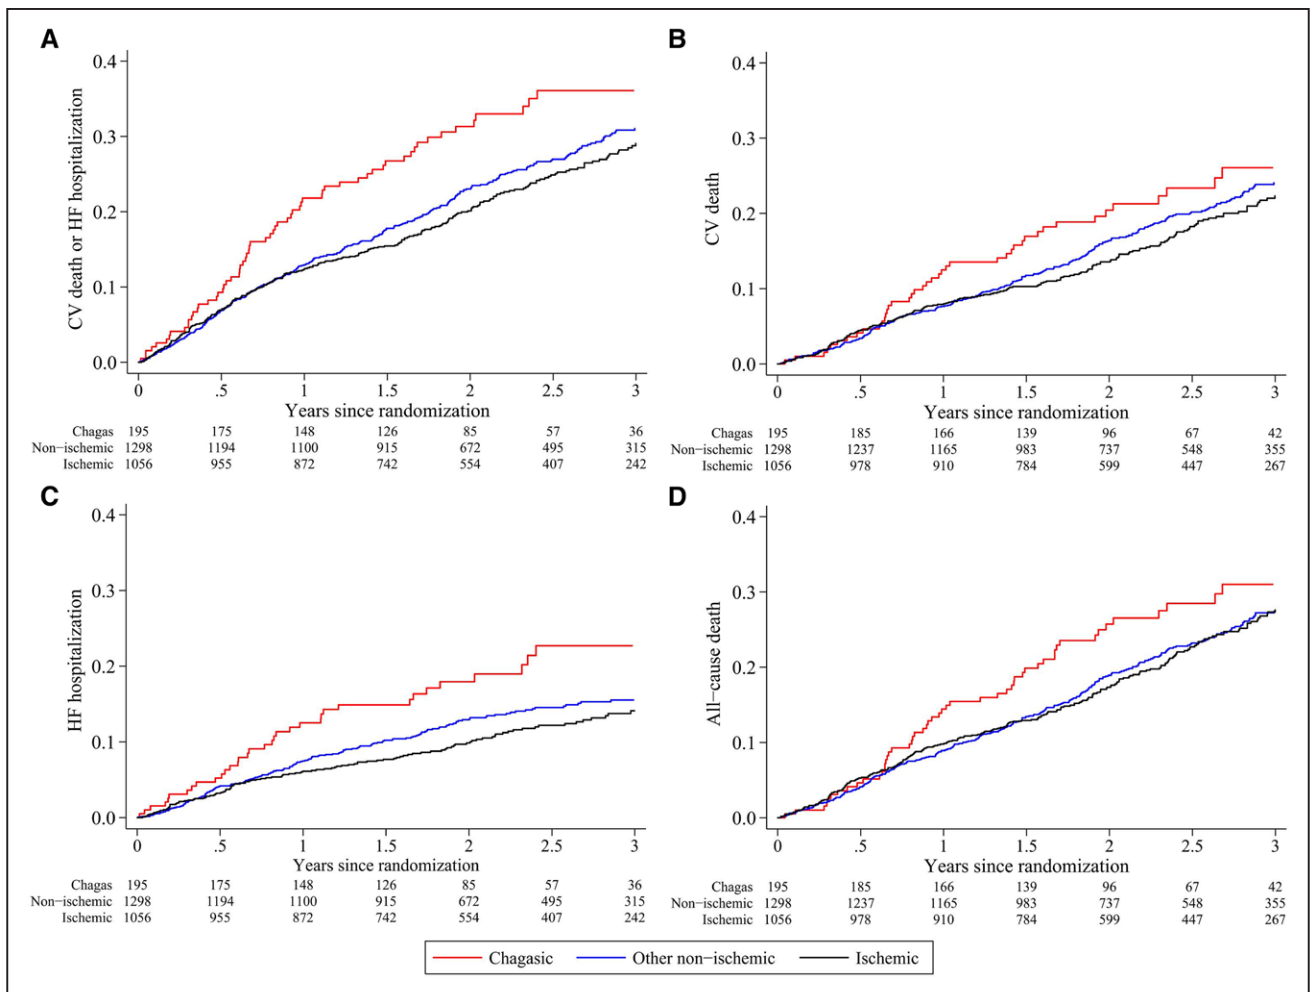 A
CV death or HF hospitalization
0.4
0.3
0.2
0.1
0.0
0 .5 1 1.5 2 2.5 3
Years since randomization
Chagas 195 175 148 126 85 57 36
Non−ischemic 1298 1194 1100 915 672 495 315
Ischemic 1056 955 872 742 554 407 242
B
CV death
0.4
0.3
0.2
0.1
0.0
0 .5 1 1.5 2 2.5 3
Years since randomization
Chagas 195 185 166 139 96 67 42
Non−ischemic 1298 1237 1165 983 737 548 355
Ischemic 1056 978 910 784 599 447 267
C
HF hospitalization
0.4
0.3
0.2
0.1
0.0
0 .5 1 1.5 2 2.5 3
Years since randomization
Chagas 195 175 148 126 85 57 36
Non−ischemic 1298 1194 1100 915 672 495 315
Ischemic 1056 955 872 742 554 407 242
D
All−cause death
0.4
0.3
0.2
0.1
0.0
0 .5 1 1.5 2 2.5 3
Years since randomization
Chagas 195 185 166 139 96 67 42
Non−ischemic 1298 1237 1165 983 737 548 355
Ischemic 1056 978 910 784 599 447 267
Chagasic Other non−ischemic Ischemic